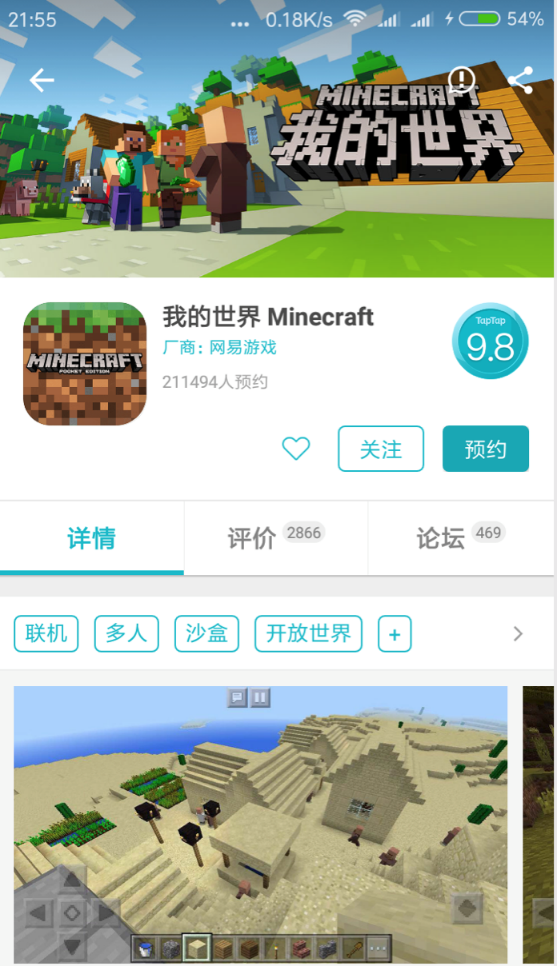 21:55 ... 0.18K/s 54%
MINECRAFT
我的世界
我的世界 Minecraft
厂商：网易游戏
211494人预约
MINECRAFT
POCKET EDITION
TapTap
9.8
关注 预约
详情 评价 2866 论坛 469
联机 多人 沙盒 开放世界 +